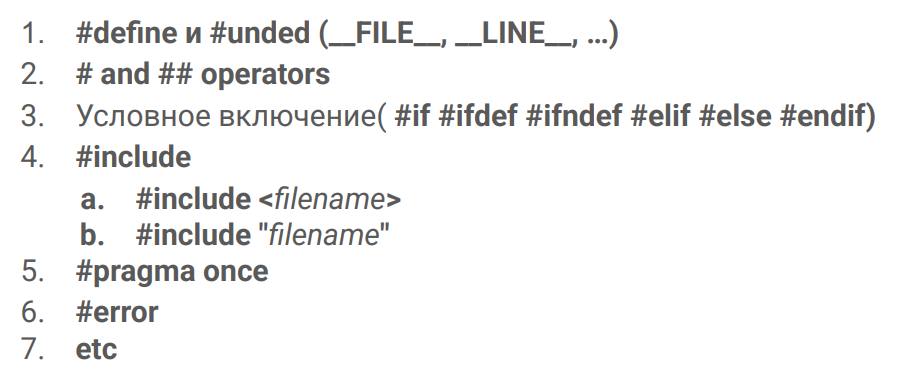 1. #define и #unded (__FILE__, __LINE__, ...)
2. # and ## operators
3. Условное включение( #if #ifdef #ifndef #elif #else #endif)
4. #include
a. #include <filename>
b. #include "filename"
5. #pragma once
6. #error
7. etc